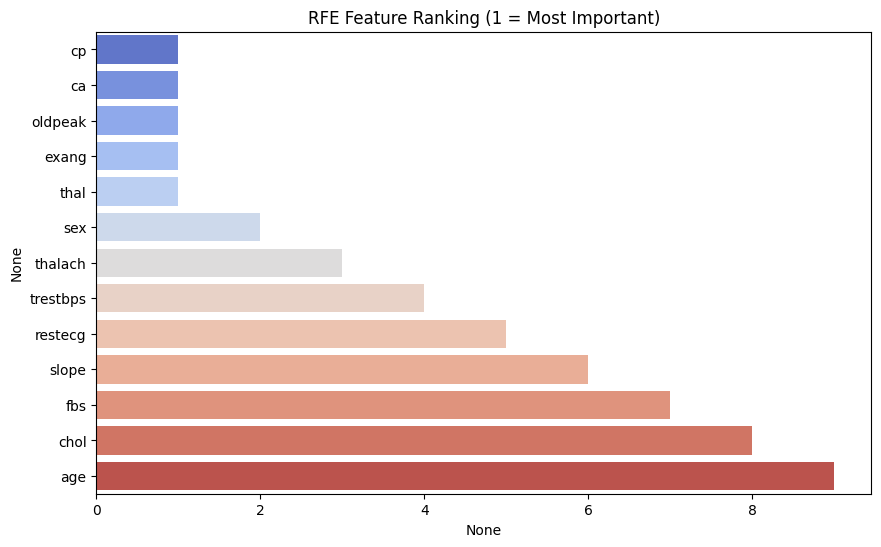 RFE Feature Ranking (1 = Most Important)
cp
ca
oldpeak
exang
thal
sex
thalach
trestbps
restecg
slope
fbs
chol
age
None
0 2 4 6 8
None